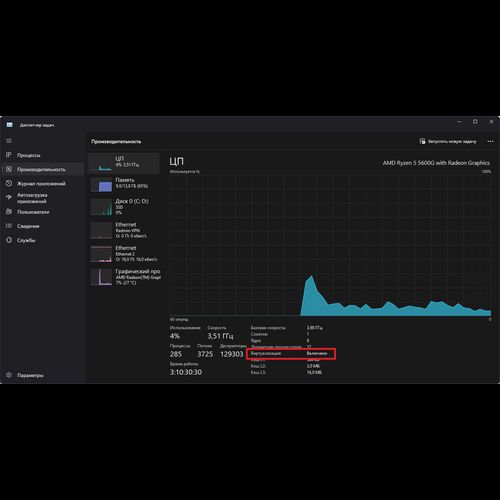 Диспетчер задач
Производительность
Запустить новую задачу
Процессы
Производительность
Журнал приложений
Автозагрузка
приложений
Пользователи
Сведения
Службы
Параметры
ЦП
4% 3,51 ГГц
Память
9,0/13,8 ГБ (65%)
Диск 0 (C: D:)
SSD
0%
Ethernet
Radeon VPN
О: 0 П: 0 кбит/с
Ethernet
Ethernet 2
О: 16,0 П: 16,0 кбит/с
Графический про
AMD Radeon(TM) Grap
7% (27 °C)
ЦП
AMD Ryzen 5 5600G with Radeon Graphics
Используется %
100%
60 секунд
0
Использование
Скорость
4%
3,51 ГГц
Процессы
Потоки
Дескрипторы
285
3725
129303
Время работы
3:10:30:30
Базовая скорость: 3,90 ГГц
Сокетов: 1
Ядра: 6
Логических процессоров: 12
Виртуализация: Включено
Кэш L1:
Кэш L2: 3,0 МБ
Кэш L3: 16,0 МБ